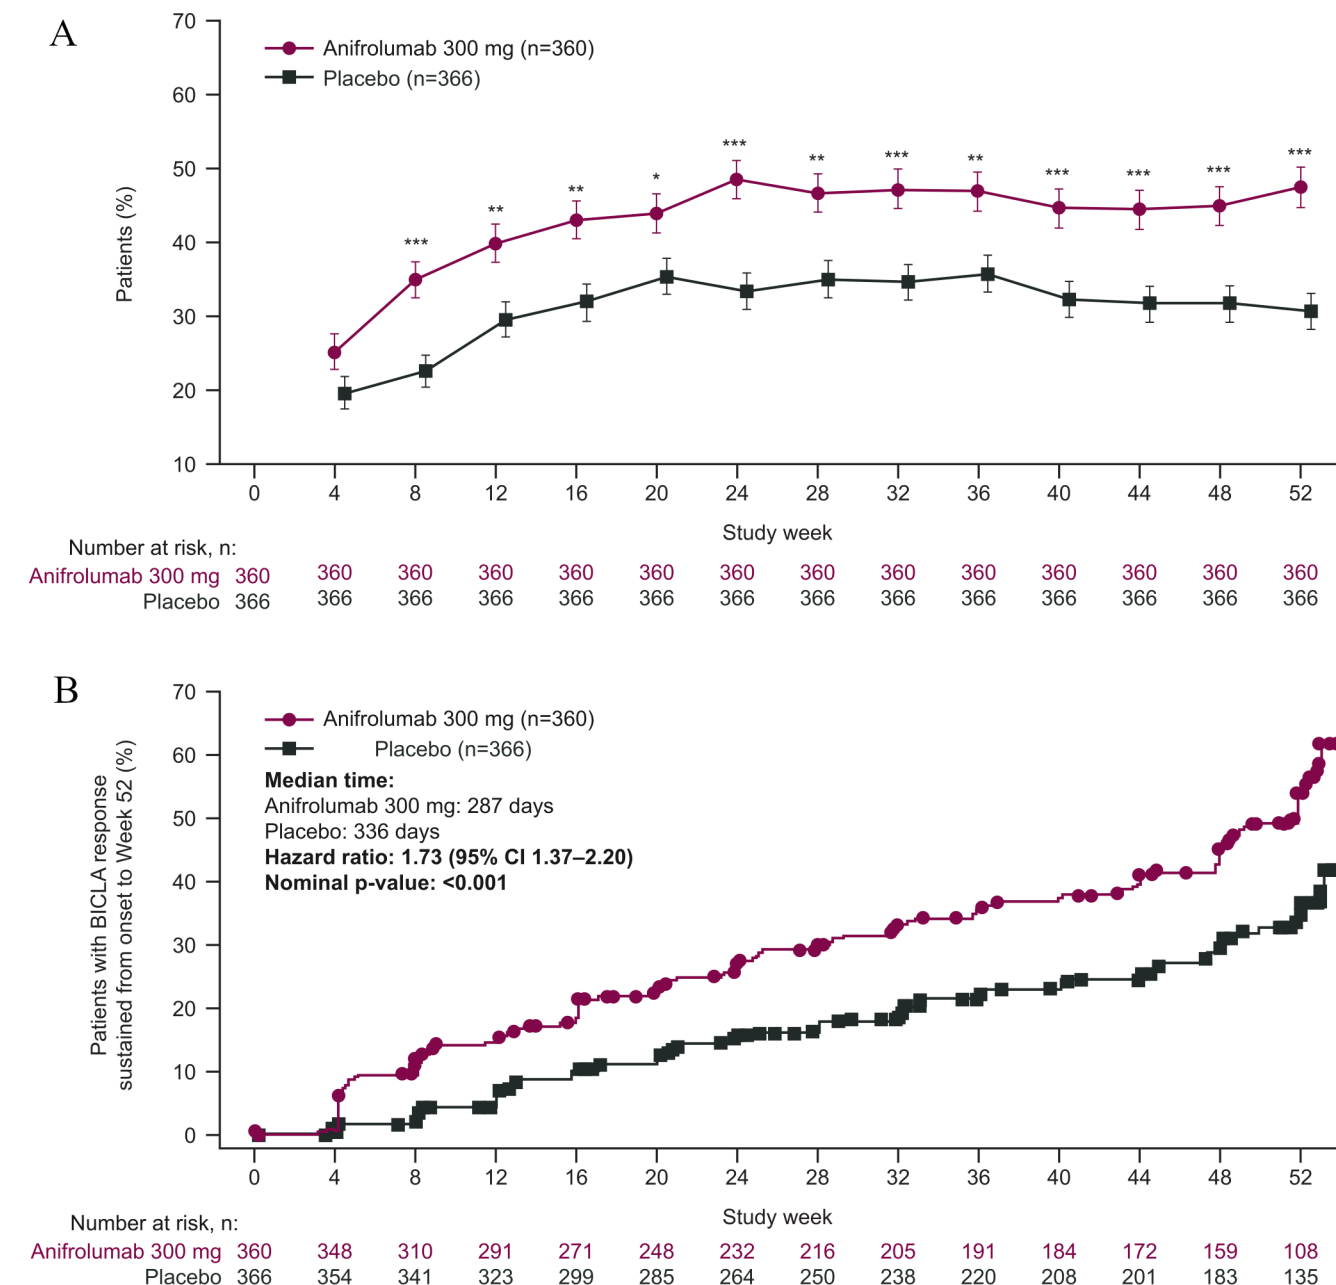 A
70
60
50
40
30
20
10
Patients (%)
Anifrolumab 300 mg (n=360)
Placebo (n=366)
*** ** ** * *** ** *** ** *** *** *** ***
0 4 8 12 16 20 24 28 32 36 40 44 48 52
Study week
Number at risk, n:
Anifrolumab 300 mg 360 360 360 360 360 360 360 360 360 360 360 360 360 360
Placebo 366 366 366 366 366 366 366 366 366 366 366 366 366 366
B
70
60
50
40
30
20
10
0
Patients with BICLA response
sustained from onset to Week 52 (%)
Anifrolumab 300 mg (n=360)
Placebo (n=366)
Median time:
Anifrolumab 300 mg: 287 days
Placebo: 336 days
Hazard ratio: 1.73 (95% CI 1.37–2.20)
Nominal p-value: <0.001
0 4 8 12 16 20 24 28 32 36 40 44 48 52
Study week
Number at risk, n:
Anifrolumab 300 mg 360 348 310 291 271 248 232 216 205 191 184 172 159 108
Placebo 366 354 341 323 299 285 264 250 238 220 208 201 183 135